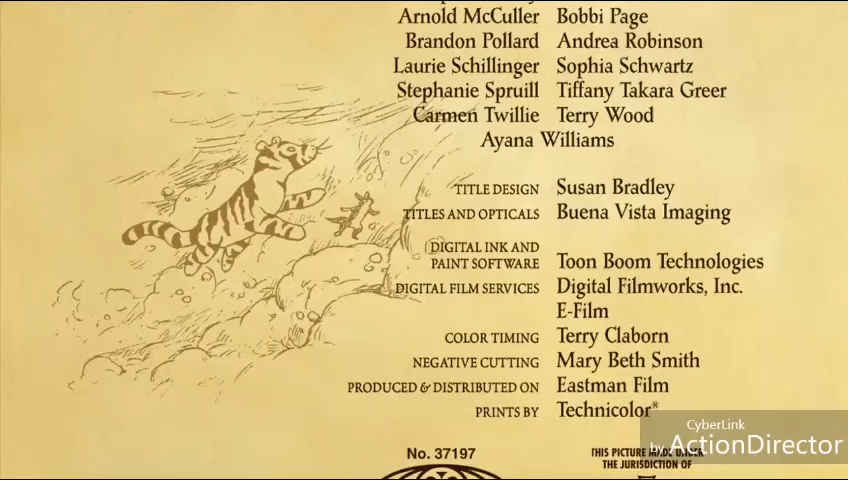 Arnold McCuller Bobbi Page
Brandon Pollard Andrea Robinson
Laurie Schillinger Sophia Schwartz
Stephanie Spruill Tiffany Takara Greer
Carmen Twillie Terry Wood
Ayana Williams
TITLE DESIGN Susan Bradley
TITLES AND OPTICALS Buena Vista Imaging
DIGITAL INK AND
PAINT SOFTWARE Toon Boom Technologies
DIGITAL FILM SERVICES Digital Filmworks, Inc.
E-Film
COLOR TIMING Terry Claborn
NEGATIVE CUTTING Mary Beth Smith
PRODUCED & DISTRIBUTED ON Eastman Film
PRINTS BY Technicolor®
CyberLink
by ActionDirector
No. 37197
THIS PICTURE MADE UNDER
THE JURISDICTION OF